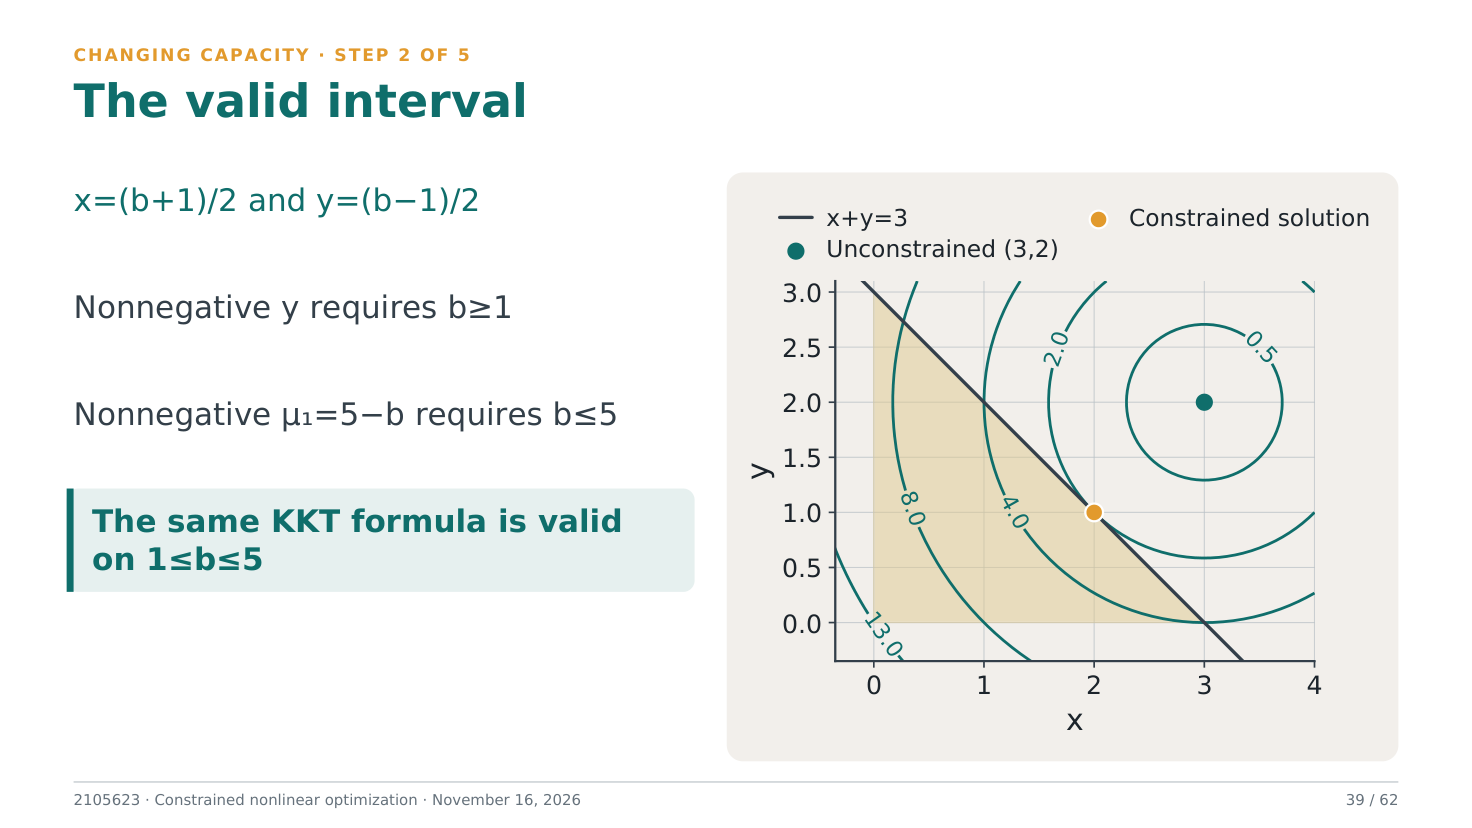 CHANGING CAPACITY · STEP 2 OF 5
The valid interval
x=(b+1)/2 and y=(b−1)/2
Nonnegative y requires b≥1
Nonnegative μ₁=5−b requires b≤5
The same KKT formula is valid
on 1≤b≤5
x+y=3
Constrained solution
Unconstrained (3,2)
3.0
2.5
2.0
1.5
1.0
0.5
0.0
y
0 1 2 3 4
x
2.0
0.5
8.0
4.0
13.0
2105623 · Constrained nonlinear optimization · November 16, 2026
39 / 62